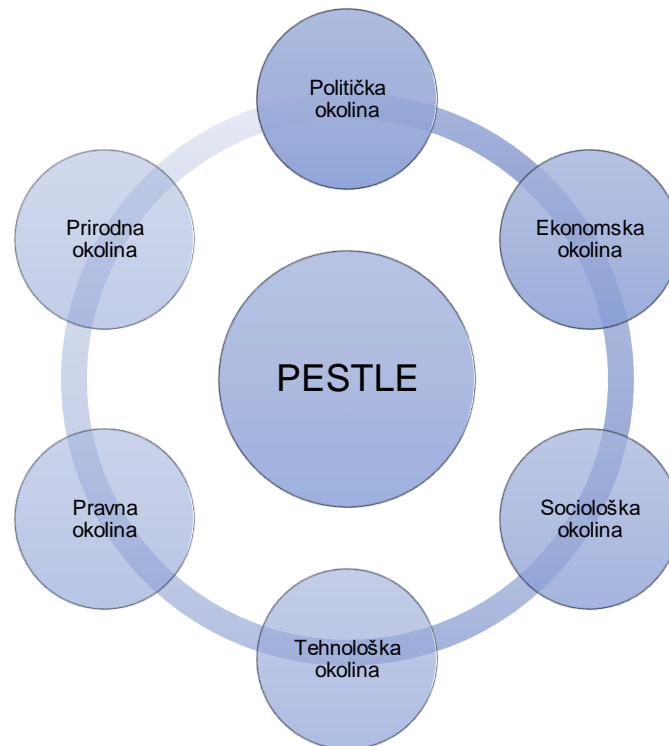 Politička
okolina
Ekonomska
okolina
Sociološka
okolina
Tehnološka
okolina
Pravna
okolina
Prirodna
okolina
PESTLE